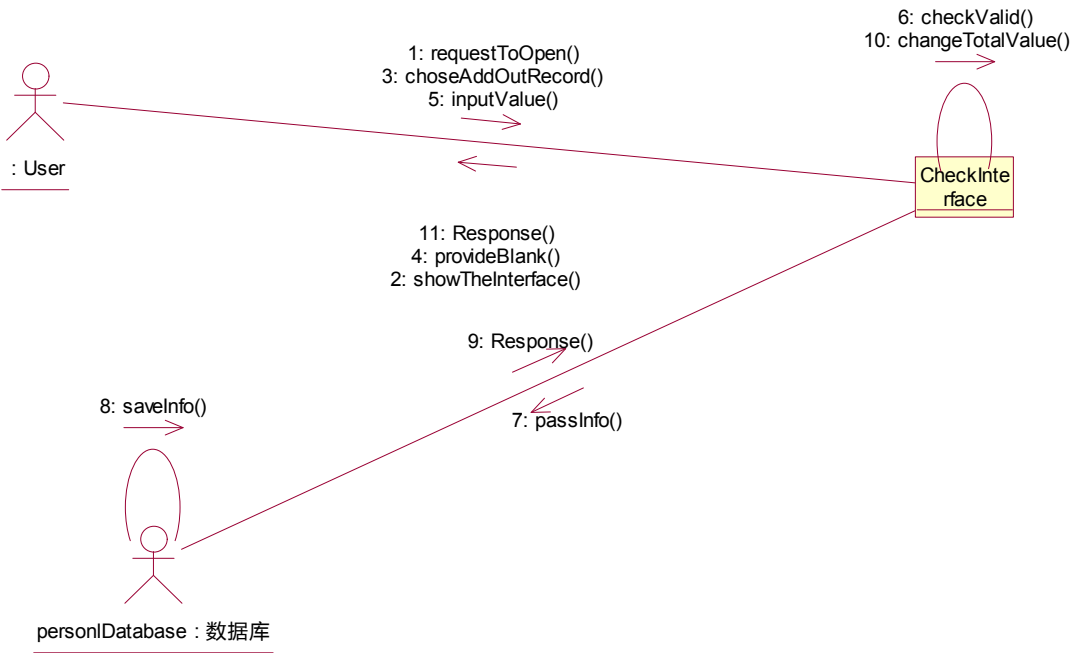 6: checkValid()
10: changeTotalValue()
1: requestToOpen()
3: choseAddOutRecord()
5: inputValue()
: User
CheckInte
rface
11: Response()
4: provideBlank()
2: showTheInterface()
9: Response()
7: passInfo()
8: saveInfo()
personlDatabase : 数据库